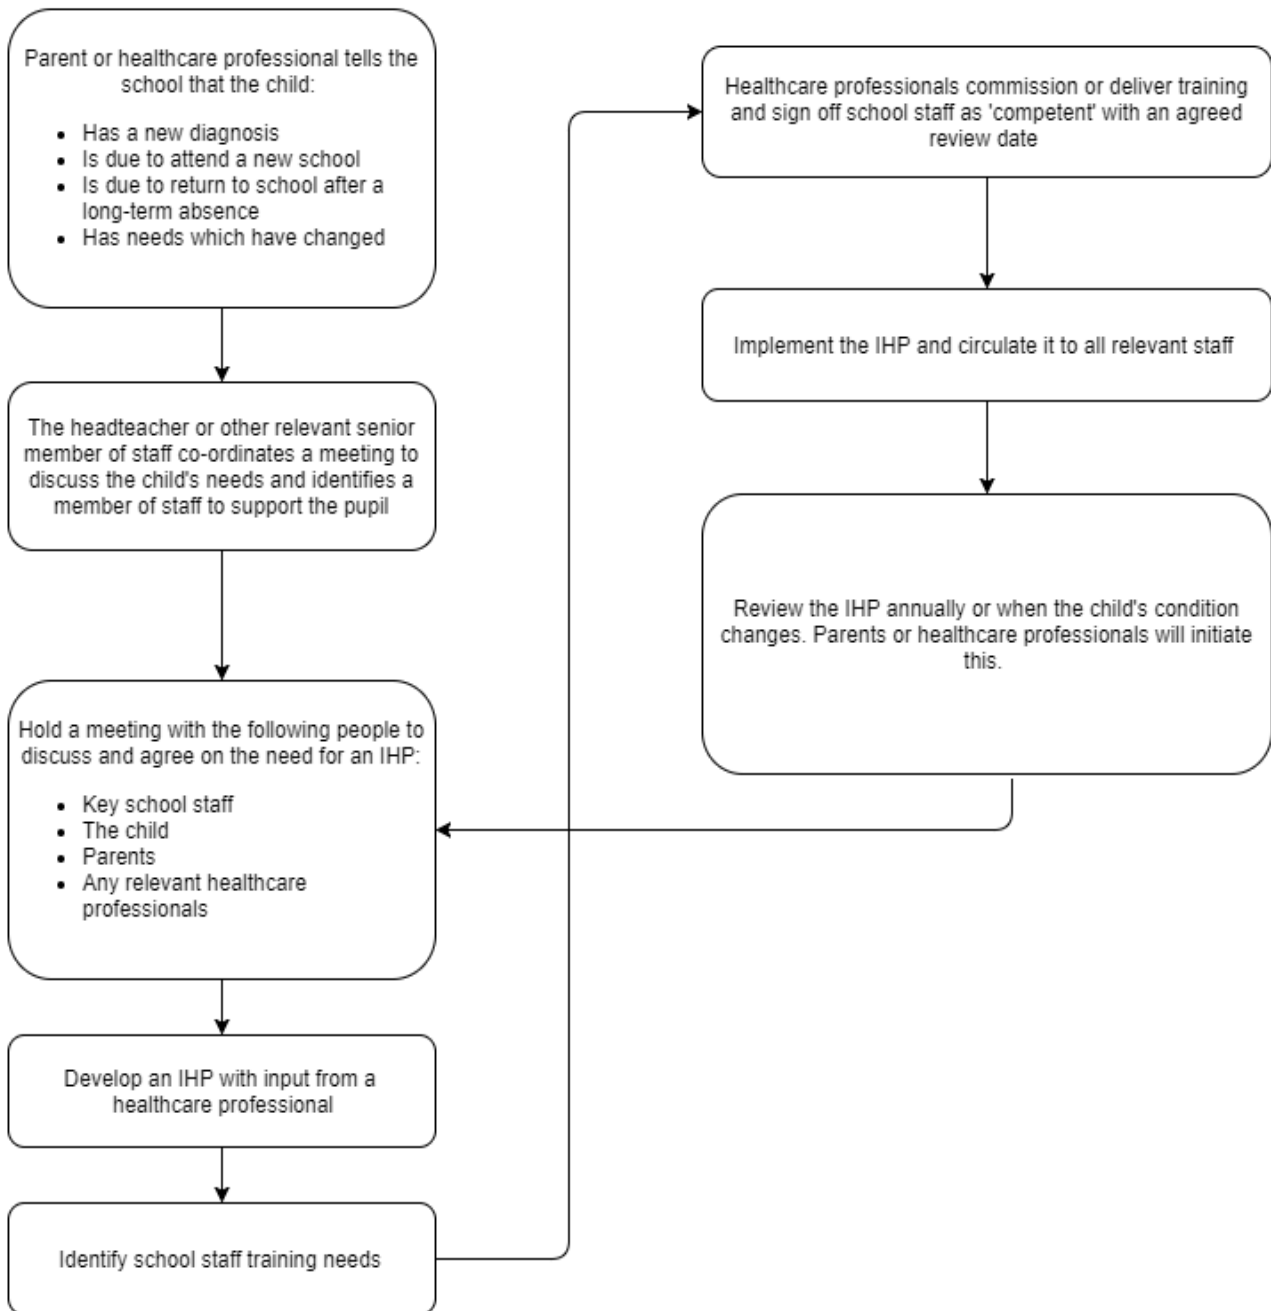 Parent or healthcare professional tells the
school that the child:
• Has a new diagnosis
• Is due to attend a new school
• Is due to return to school after a
long-term absence
• Has needs which have changed
The headteacher or other relevant senior
member of staff co-ordinates a meeting to
discuss the child's needs and identifies a
member of staff to support the pupil
Hold a meeting with the following people to
discuss and agree on the need for an IHP:
• Key school staff
• The child
• Parents
• Any relevant healthcare
professionals
Develop an IHP with input from a
healthcare professional
Identify school staff training needs
Healthcare professionals commission or deliver training
and sign off school staff as 'competent' with an agreed
review date
Implement the IHP and circulate it to all relevant staff
Review the IHP annually or when the child's condition
changes. Parents or healthcare professionals will initiate
this.